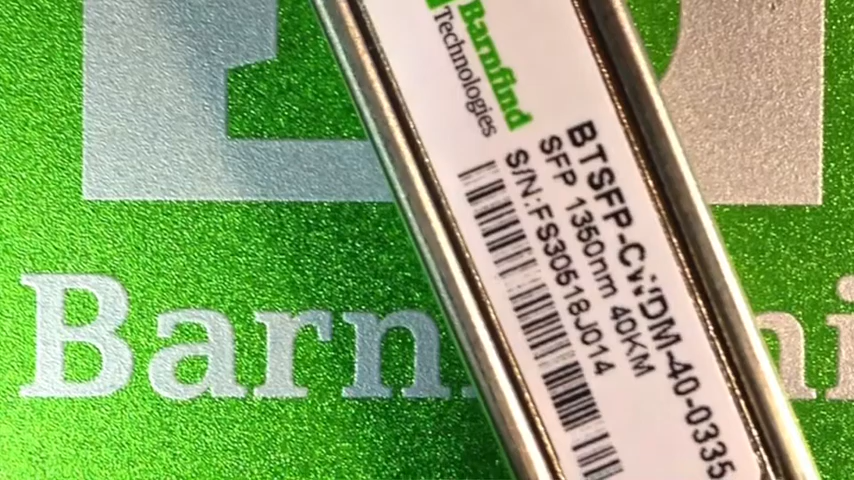 Barnfind
Technologies
BTSFP-CWDM-40-0335
SFP 1350nm 40KM
S/N:FS30518J014
Barn